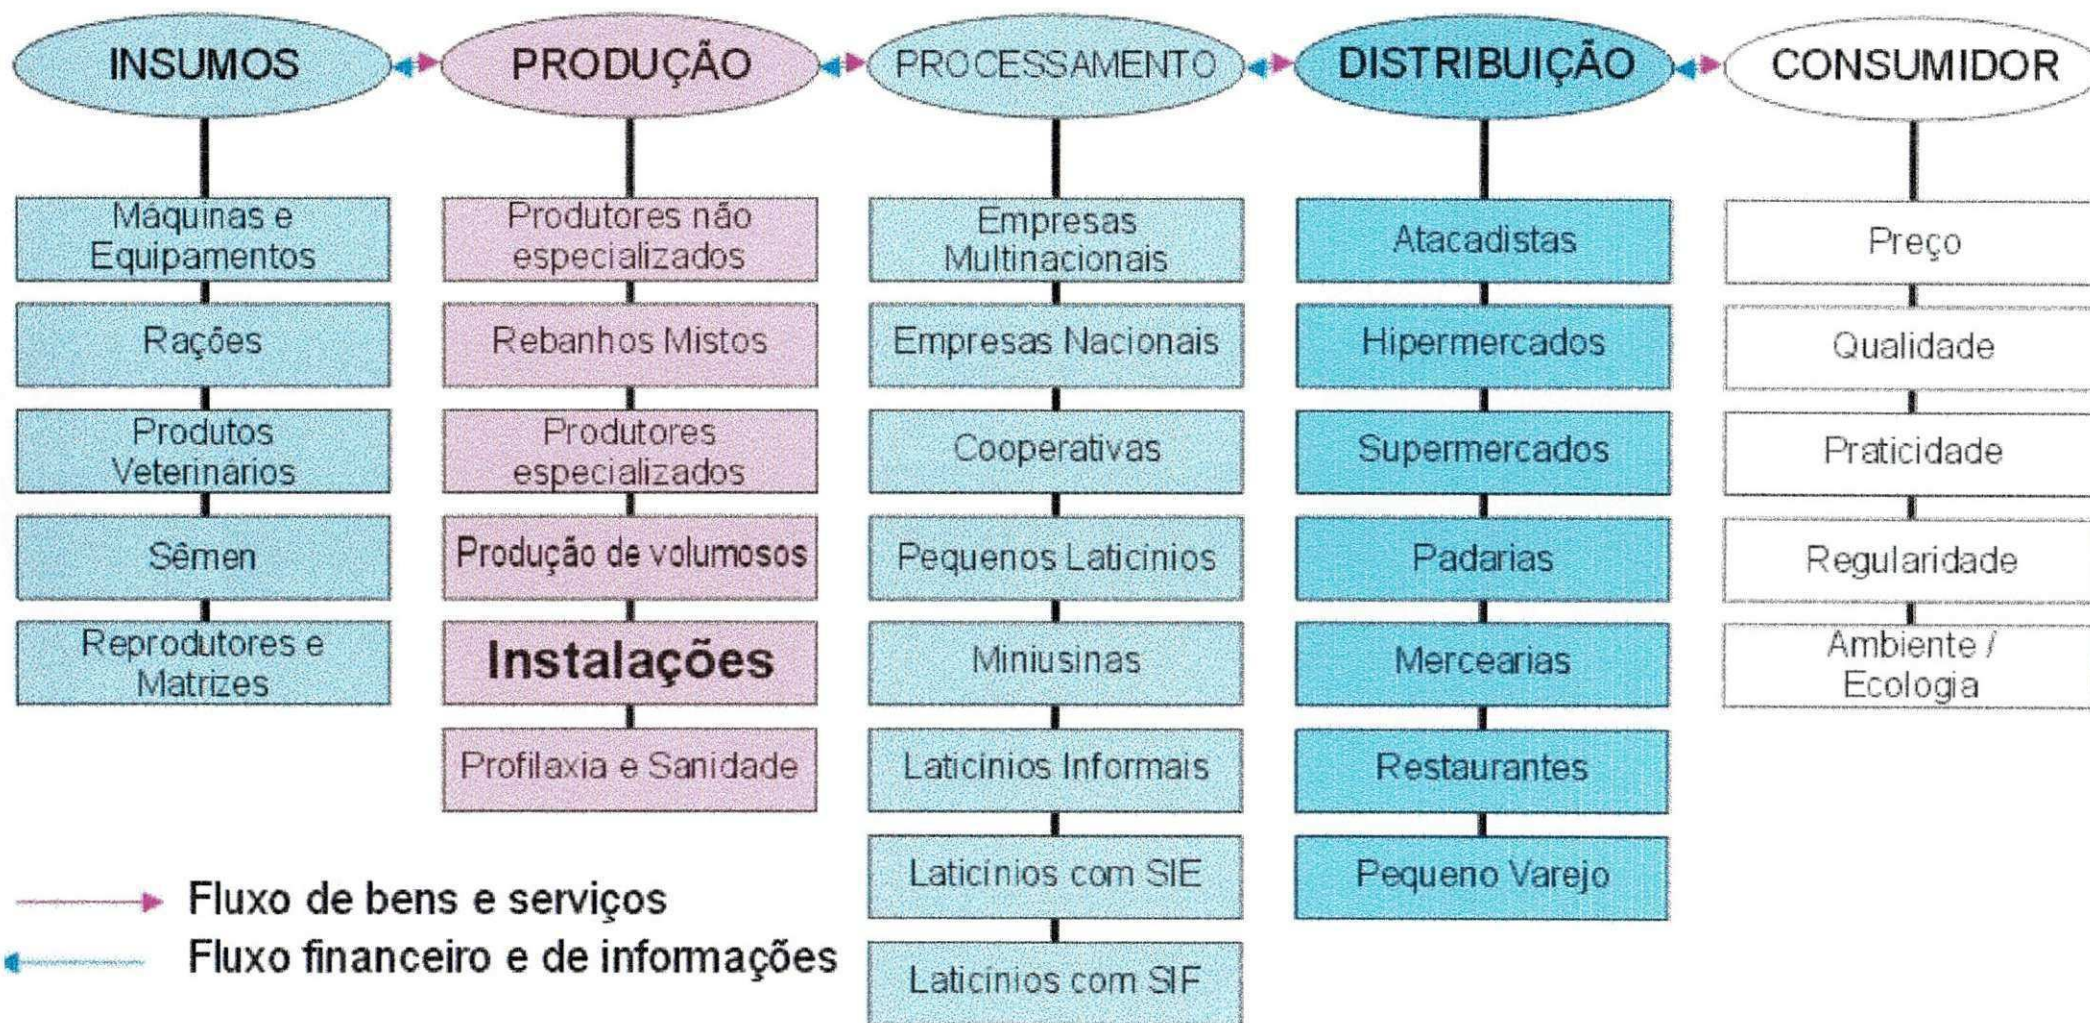 INSUMOS
PRODUÇÃO
PROCESSAMENTO
DISTRIBUIÇÃO
CONSUMIDOR
Máquinas e
Equipamentos
Rações
Produtos
Veterinários
Sêmen
Reprodutores e
Matrizes
Produtores não
especializados
Rebanhos Mistos
Produtores
especializados
Produção de volumosos
Instalações
Profilaxia e Sanidade
Empresas
Multinacionais
Empresas Nacionais
Cooperativas
Pequenos Laticínios
Miniusinas
Laticínios Informais
Laticínios com SIE
Laticínios com SIF
Atacadistas
Hipermercados
Supermercados
Padarias
Mercearias
Restaurantes
Pequeno Varejo
Preço
Qualidade
Praticidade
Regularidade
Ambiente /
Ecologia
Fluxo de bens e serviços
Fluxo financeiro e de informações